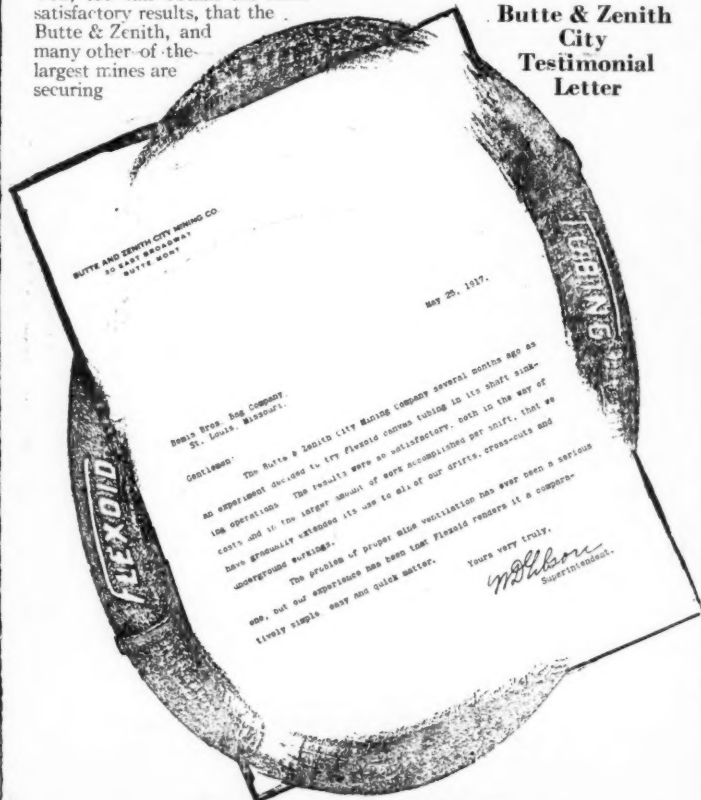 satisfactory results, that the
Butte & Zenith, and
many other of the
largest mines are
securing
Butte & Zenith
City
Testimonial
Letter
BUTTE AND ZENITH CITY MINING CO.
20 EAST BROADWAY
BUTTE MONT
May 25, 1917.
Bemis Bros. Bag Company.
St. Louis, Missouri.
Gentlemen:
The Butte & Zenith City Mining Company several months ago as
an experiment decided to try flexoid canvas tubing in its shaft sink-
ing operations. The results were so satisfactory, both in the way of
costs and in the larger amount of work accomplished per shift, that we
have gradually extended its use to all of our drifts, cross-cuts and
underground workings.
The problem of proper mine ventilation has ever been a serious
one, but our experience has been that Flexoid renders it a compara-
tively simple, easy and quick matter.
Yours very truly,
WD Gibson
Superintendent.
FLEXOID
TUBING